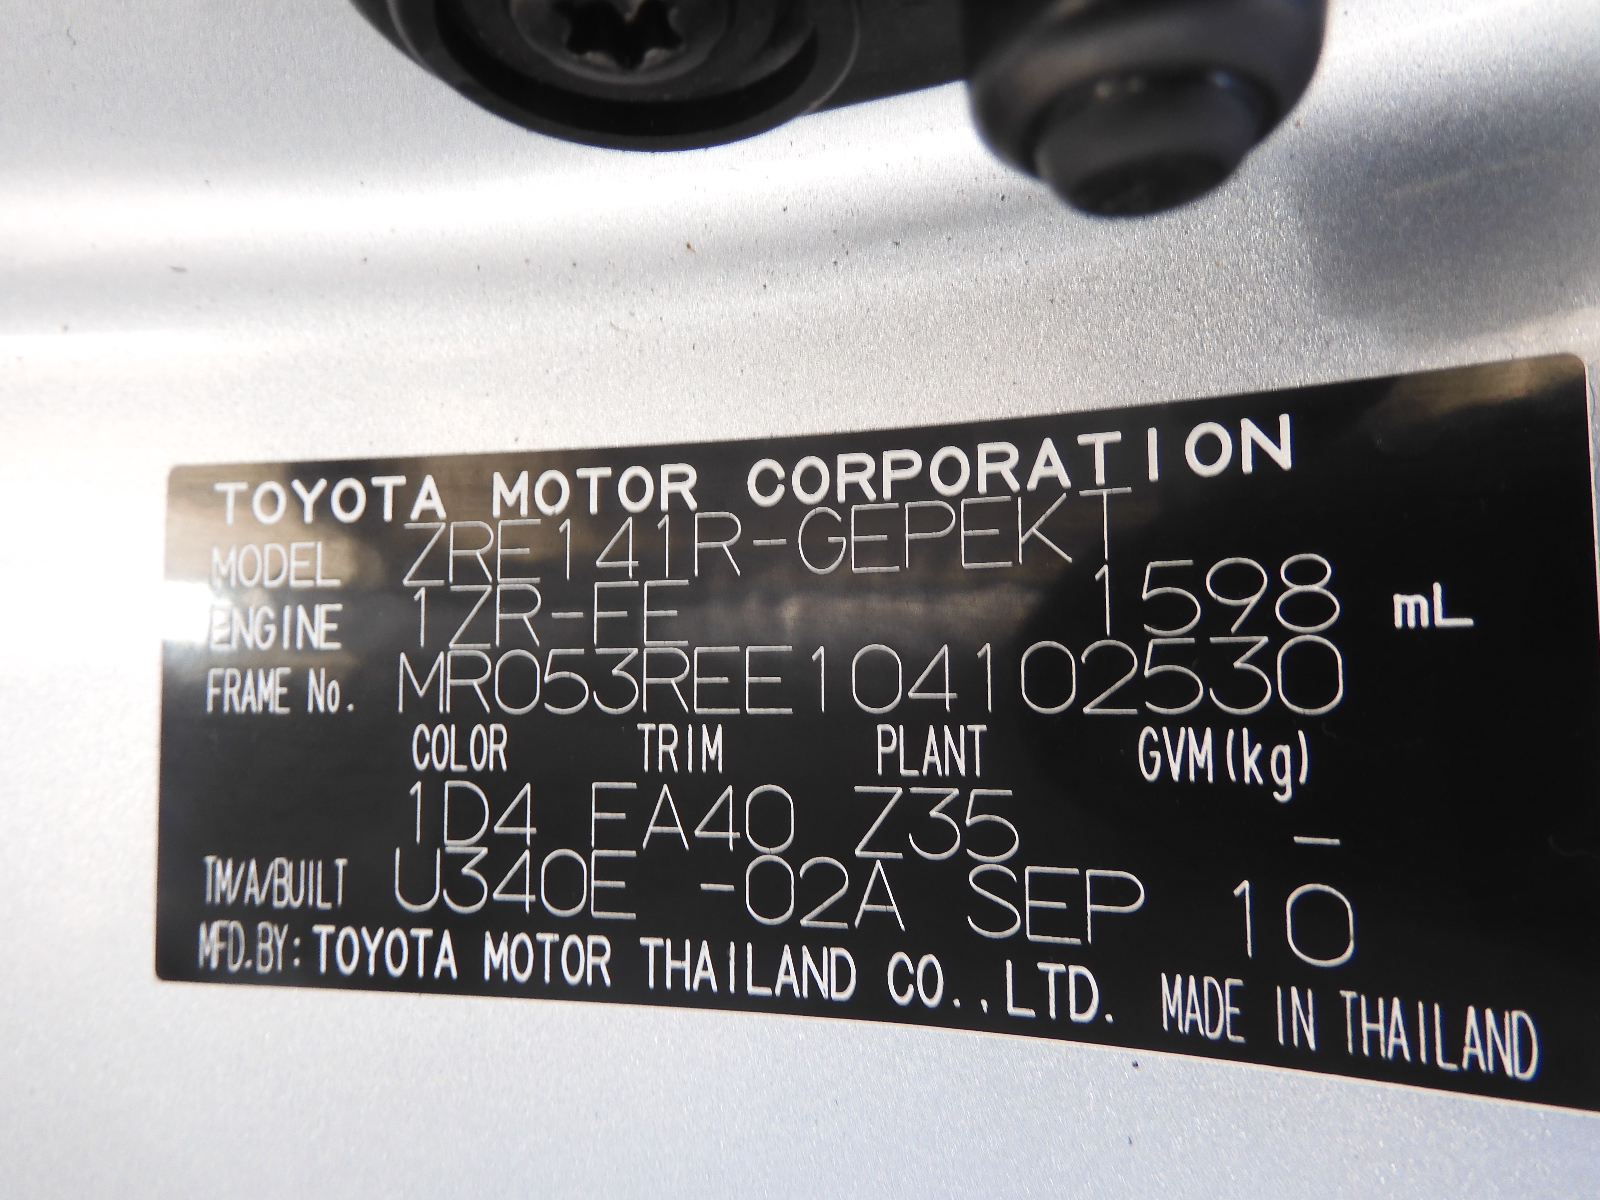 TOYOTA MOTOR CORPORATION
MODEL ZRE141R-GEPEKT
ENGINE 1ZR-FE 1598 mL
FRAME No. MR053REE104102530
COLOR TRIM PLANT GVM(kg)
1D4 FA40 Z35 -
TM/A/BUILT U340E -02A SEP 10
MFD.BY: TOYOTA MOTOR THAILAND CO.,LTD. MADE IN THAILAND